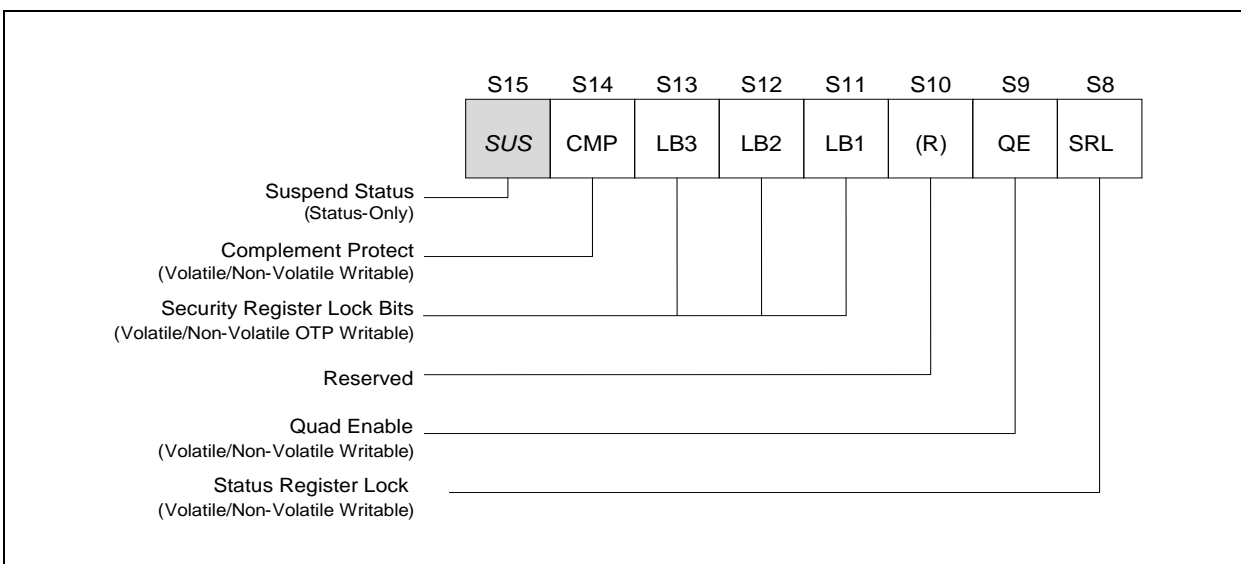 S15 S14 S13 S12 S11 S10 S9 S8
SUS CMP LB3 LB2 LB1 (R) QE SRL
Suspend Status
(Status-Only)
Complement Protect
(Volatile/Non-Volatile Writable)
Security Register Lock Bits
(Volatile/Non-Volatile OTP Writable)
Reserved
Quad Enable
(Volatile/Non-Volatile Writable)
Status Register Lock
(Volatile/Non-Volatile Writable)